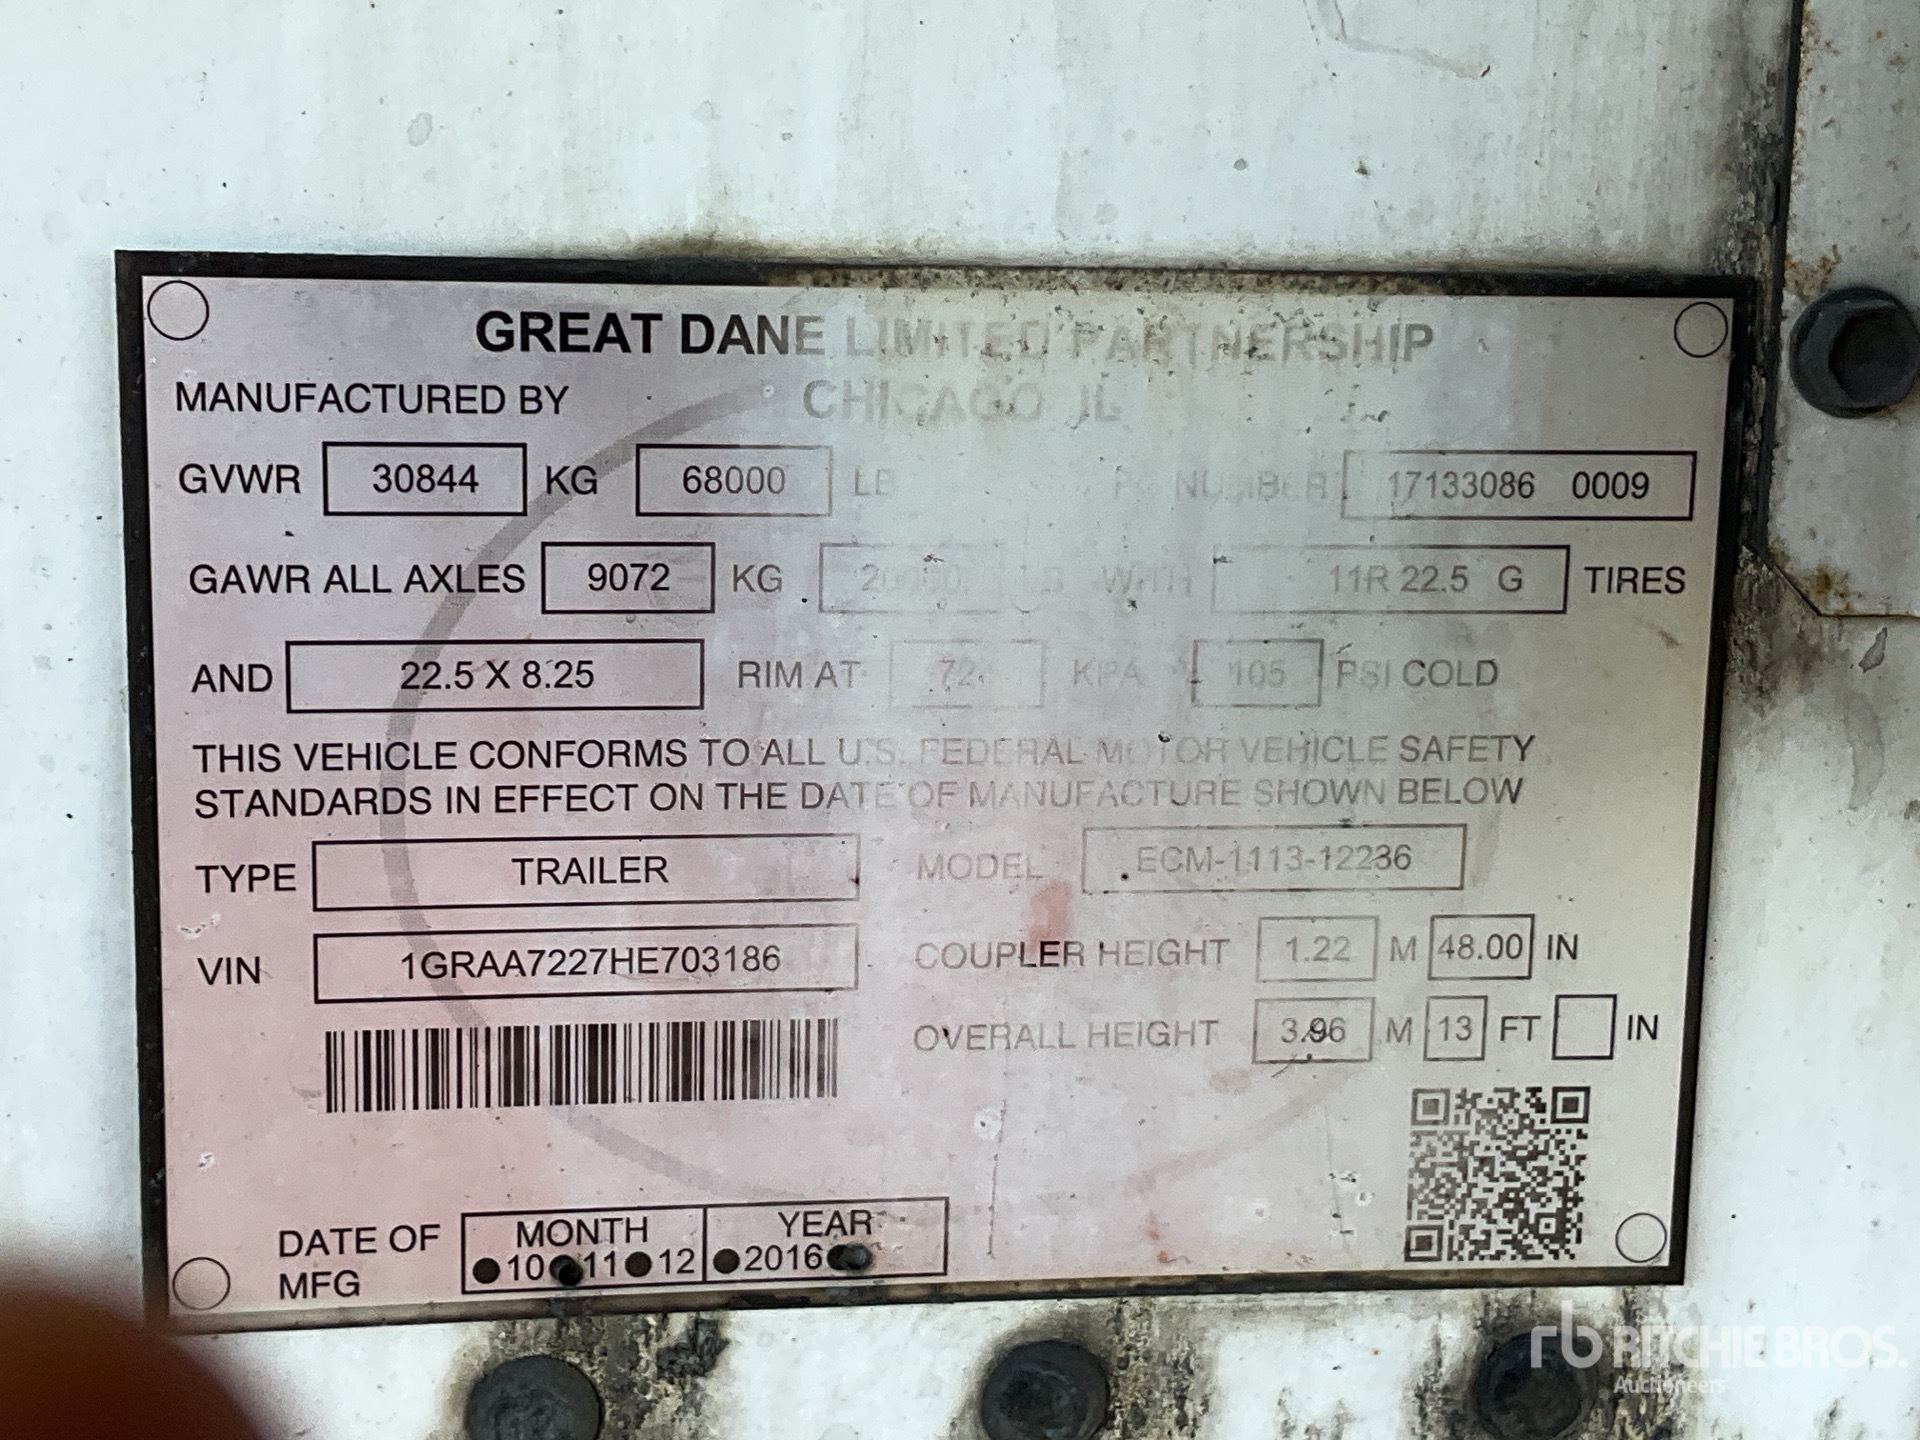 GREAT DANE LIMITED PARTNERSHIP
MANUFACTURED BY CHICAGO IL
GVWR 30844 KG 68000 LB NUMBER 17133086 0009
GAWR ALL AXLES 9072 KG 20000 LB WITH 11R 22.5 G TIRES
AND 22.5 X 8.25 RIM AT KPA 105 PSI COLD
THIS VEHICLE CONFORMS TO ALL U.S. FEDERAL MOTOR VEHICLE SAFETY
STANDARDS IN EFFECT ON THE DATE OF MANUFACTURE SHOWN BELOW
TYPE TRAILER MODEL ECM-1113-12236
VIN 1GRAA7227HE703186 COUPLER HEIGHT 1.22 M 48.00 IN
OVERALL HEIGHT 3.96 M 13 FT IN
DATE OF MFG MONTH YEAR
10 11 12 2016
rb RITCHIE BROS.
Auctioneers